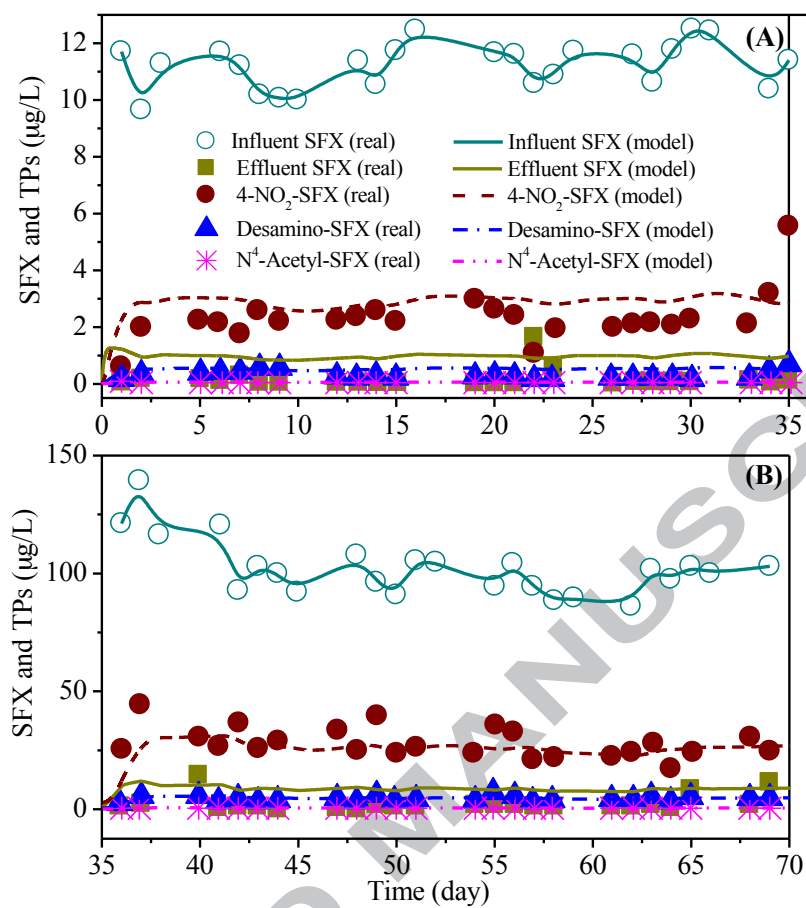 (A)
SFX and TPs (µg/L)
12
10
8
6
4
2
0
Influent SFX (real)
Influent SFX (model)
Effluent SFX (real)
Effluent SFX (model)
4-NO₂-SFX (real)
4-NO₂-SFX (model)
Desamino-SFX (real)
Desamino-SFX (model)
N⁴-Acetyl-SFX (real)
N⁴-Acetyl-SFX (model)
0 5 10 15 20 25 30 35
(B)
SFX and TPs (µg/L)
150
100
50
0
35 40 45 50 55 60 65 70
Time (day)
MANUSC